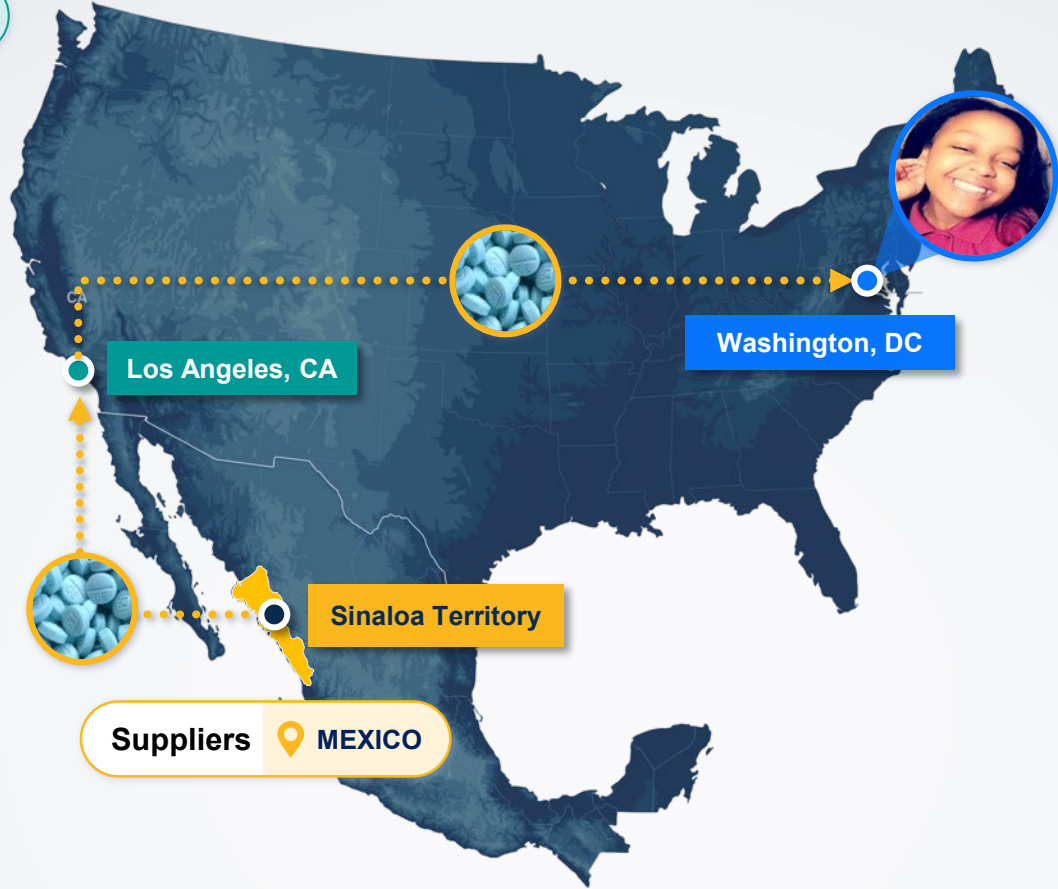 CA
Los Angeles, CA
Washington, DC
Sinaloa Territory
Suppliers MEXICO